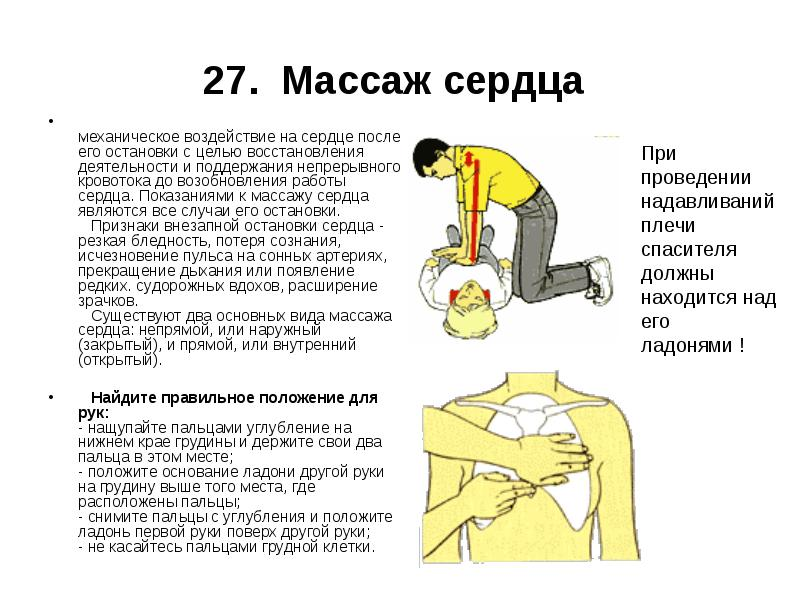 27. Массаж сердца
•
механическое воздействие на сердце после
его остановки с целью восстановления
деятельности и поддержания непрерывного
кровотока до возобновления работы
сердца. Показаниями к массажу сердца
являются все случаи его остановки.
Признаки внезапной остановки сердца -
резкая бледность, потеря сознания,
исчезновение пульса на сонных артериях,
прекращение дыхания или появление
редких. судорожных вдохов, расширение
зрачков.
Существуют два основных вида массажа
сердца: непрямой, или наружный
(закрытый), и прямой, или внутренний
(открытый).
• Найдите правильное положение для
рук:
- нащупайте пальцами углубление на
нижнем крае грудины и держите свои два
пальца в этом месте;
- положите основание ладони другой руки
на грудину выше того места, где
расположены пальцы;
- снимите пальцы с углубления и положите
ладонь первой руки поверх другой руки;
- не касайтесь пальцами грудной клетки.
При
проведении
надавливаний
плечи
спасителя
должны
находится над
его
ладонями !